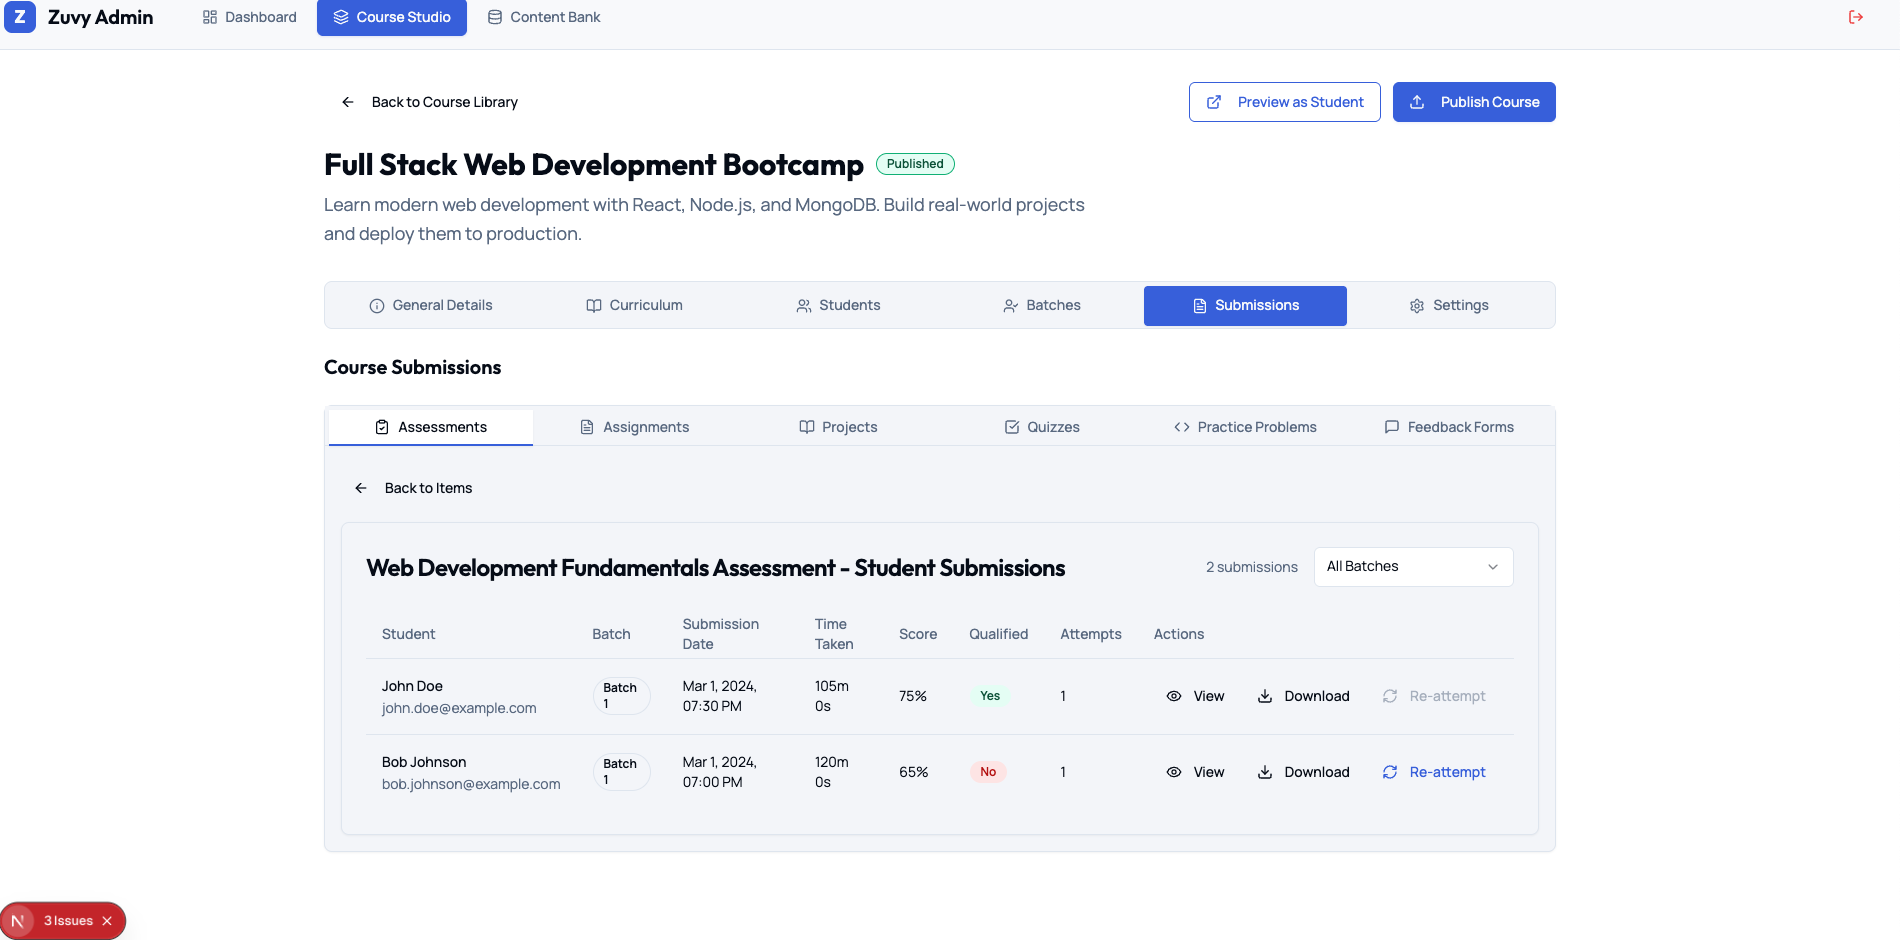 Z Zuvy Admin Dashboard Course Studio Content Bank
Back to Course Library Preview as Student Publish Course
Full Stack Web Development Bootcamp Published
Learn modern web development with React, Node.js, and MongoDB. Build real-world projects
and deploy them to production.
General Details Curriculum Students Batches Submissions Settings
Course Submissions
Assessments Assignments Projects Quizzes Practice Problems Feedback Forms
Back to Items
Web Development Fundamentals Assessment - Student Submissions 2 submissions All Batches
Student Batch Submission Date Time Taken Score Qualified Attempts Actions
John Doe Batch 1 Mar 1, 2024, 07:30 PM 105m 0s 75% Yes 1 View Download Re-attempt
john.doe@example.com
Bob Johnson Batch 1 Mar 1, 2024, 07:00 PM 120m 0s 65% No 1 View Download Re-attempt
bob.johnson@example.com
N 3 Issues